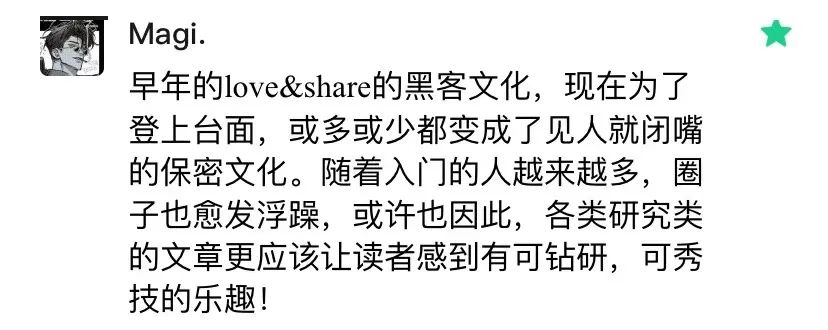 Magi.
早年的love&share的黑客文化，现在为了
登上台面，或多或少都变成了见人就闭嘴
的保密文化。随着入门的人越来越多，圈
子也愈发浮躁，或许也因此，各类研究类
的文章更应该让读者感到有可钻研，可秀
技的乐趣！